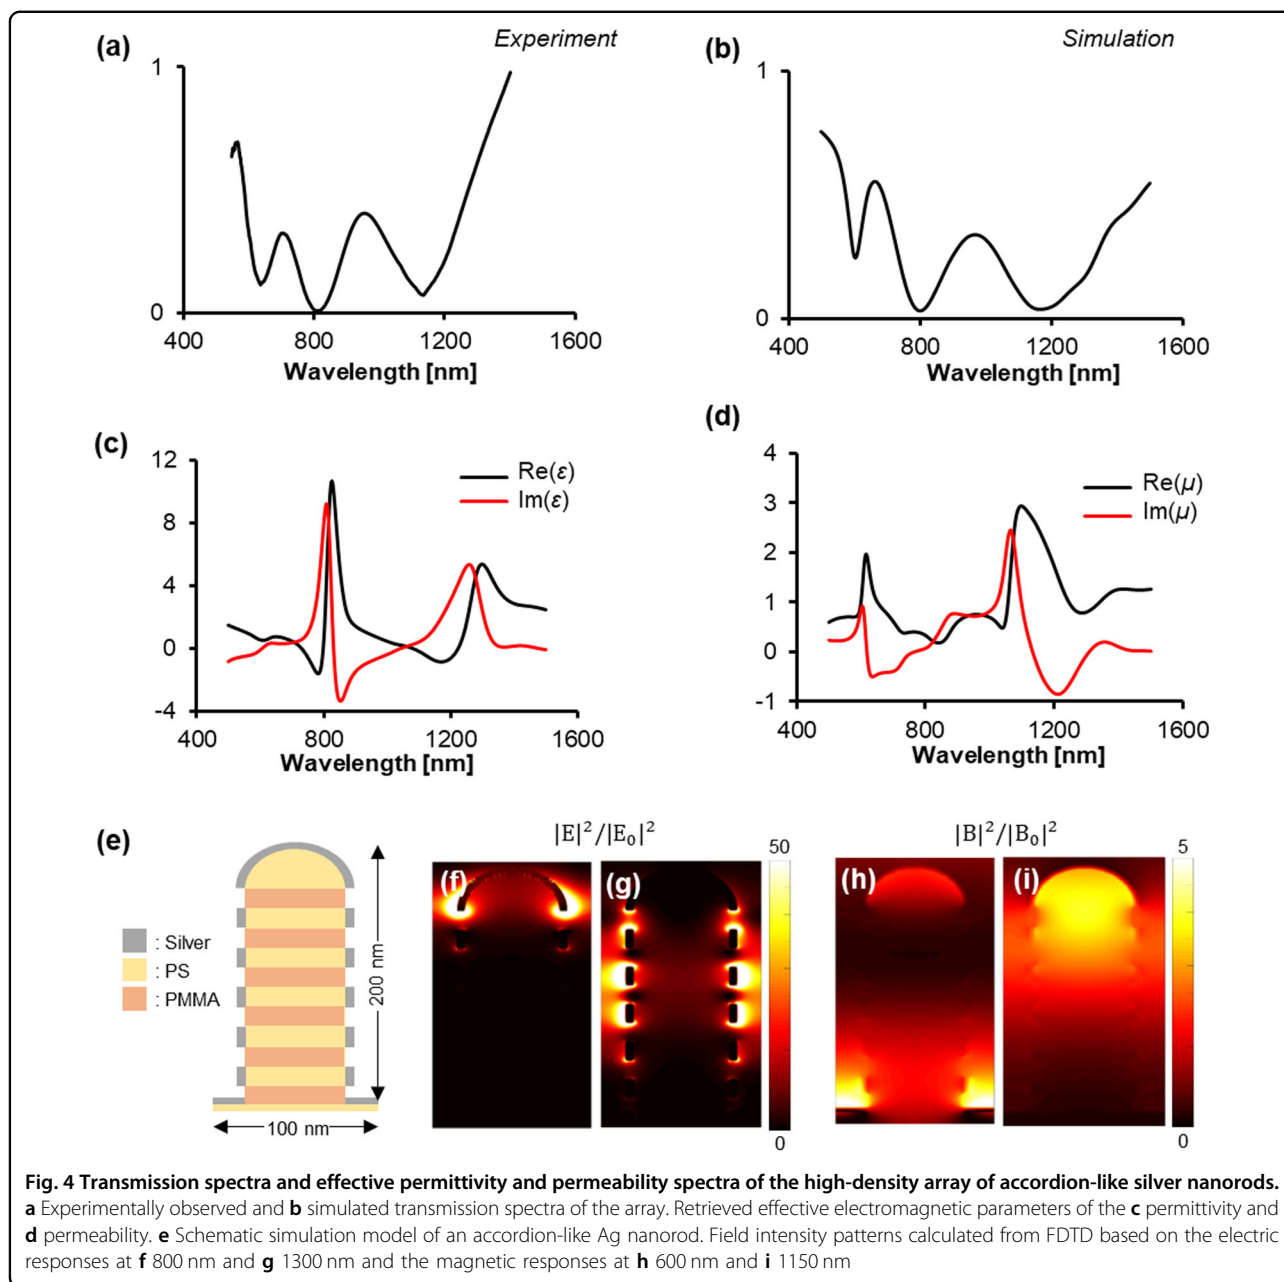 (a)
Experiment
1
0
400
800
1200
1600
Wavelength [nm]
(b)
Simulation
1
0
400
800
1200
1600
Wavelength [nm]
(c)
12
8
4
0
-4
400
800
1200
1600
Re(ε)
Im(ε)
Wavelength [nm]
(d)
4
3
2
1
0
-1
400
800
1200
1600
Re(μ)
Im(μ)
Wavelength [nm]
(e)
: Silver
: PS
: PMMA
200 nm
100 nm
|E|²/|E₀|²
(f)
(g)
50
0
|B|²/|B₀|²
(h)
(i)
5
0
Fig. 4 Transmission spectra and effective permittivity and permeability spectra of the high-density array of accordion-like silver nanorods.
a Experimentally observed and b simulated transmission spectra of the array. Retrieved effective electromagnetic parameters of the c permittivity and
d permeability. e Schematic simulation model of an accordion-like Ag nanorod. Field intensity patterns calculated from FDTD based on the electric
responses at f 800 nm and g 1300 nm and the magnetic responses at h 600 nm and i 1150 nm